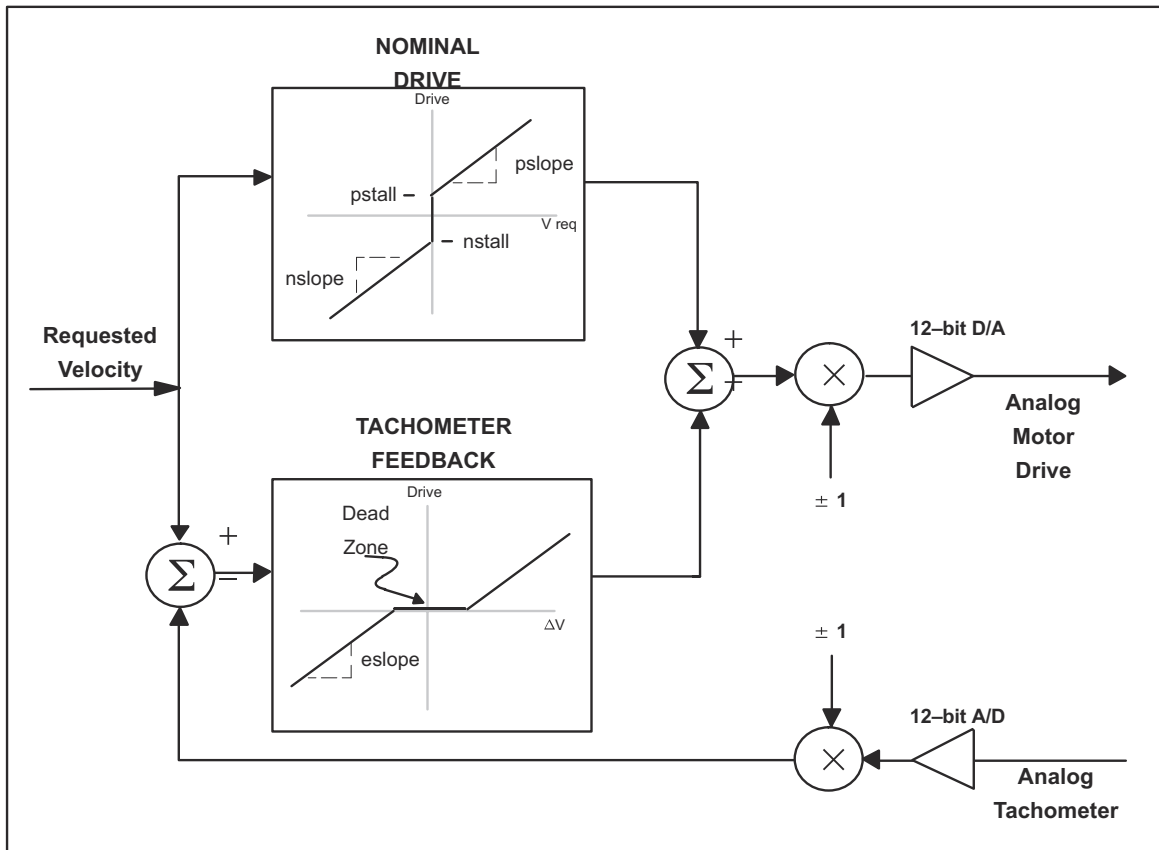 NOMINAL
DRIVE
Drive
pslope
pstall
V req
nstall
nslope
Requested
Velocity
12–bit D/A
+
Σ
+
×
Analog
Motor
Drive
± 1
TACHOMETER
FEEDBACK
Drive
Dead
Zone
+
Σ
–
ΔV
eslope
± 1
12–bit A/D
×
Analog
Tachometer